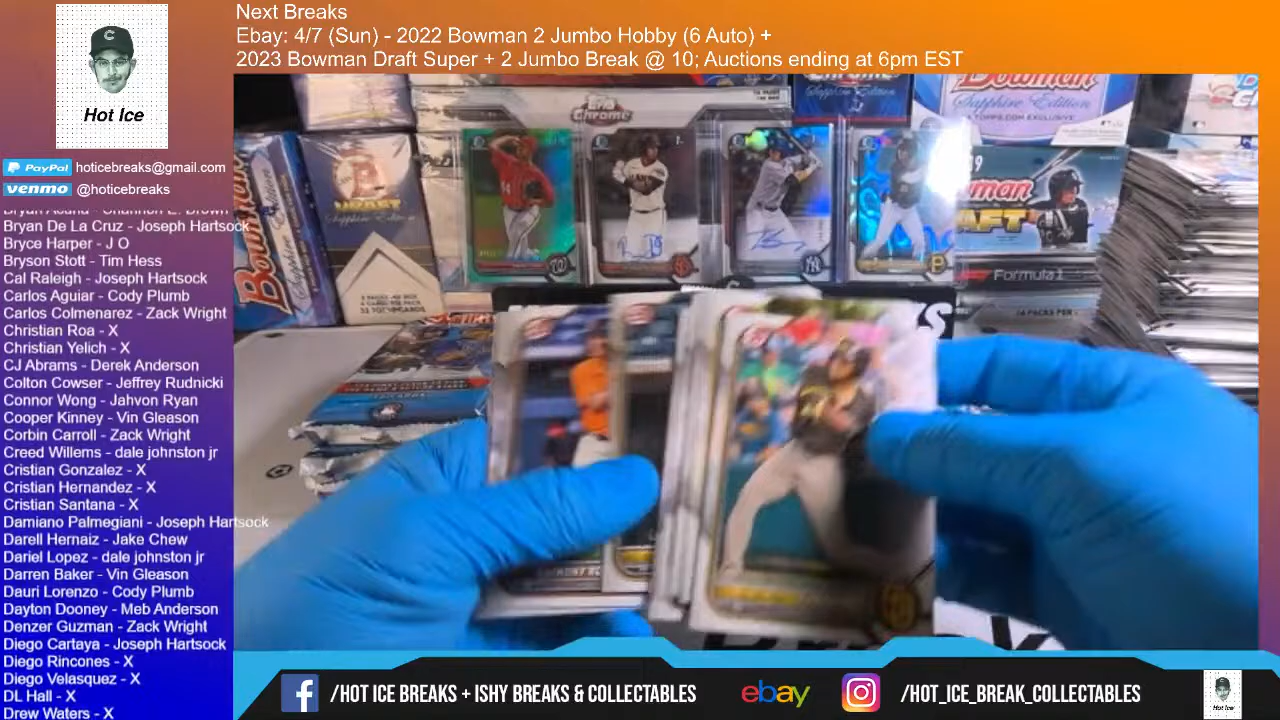 Next Breaks
Ebay: 4/7 (Sun) - 2022 Bowman 2 Jumbo Hobby (6 Auto) +
2023 Bowman Draft Super + 2 Jumbo Break @ 10; Auctions ending at 6pm EST
C
Hot Ice
PayPal hoticebreaks@gmail.com
venmo @hoticebreaks
Bryan De La Cruz - Joseph Hartsock
Bryce Harper - J O
Bryson Stott - Tim Hess
Cal Raleigh - Joseph Hartsock
Carlos Aguiar - Cody Plumb
Carlos Colmenarez - Zack Wright
Christian Roa - X
Christian Yelich - X
CJ Abrams - Derek Anderson
Colton Cowser - Jeffrey Rudnicki
Connor Wong - Jahvon Ryan
Cooper Kinney - Vin Gleason
Corbin Carroll - Zack Wright
Creed Willems - dale johnston jr
Cristian Gonzalez - X
Cristian Hernandez - X
Cristian Santana - X
Damiano Palmegiani - Joseph Hartsock
Darell Hernaiz - Jake Chew
Dariel Lopez - dale johnston jr
Darren Baker - Vin Gleason
Dauri Lorenzo - Cody Plumb
Dayton Dooney - Meb Anderson
Denzer Guzman - Zack Wright
Diego Cartaya - Joseph Hartsock
Diego Rincones - X
Diego Velasquez - X
DL Hall - X
Drew Waters - X
Chrome
Bowman
Sapphire Edition
Sapphire Edition
Bowman
Formula 1
/HOT ICE BREAKS + ISHY BREAKS & COLLECTABLES
ebay
/HOT_ICE_BREAK_COLLECTABLES
Hot Ice